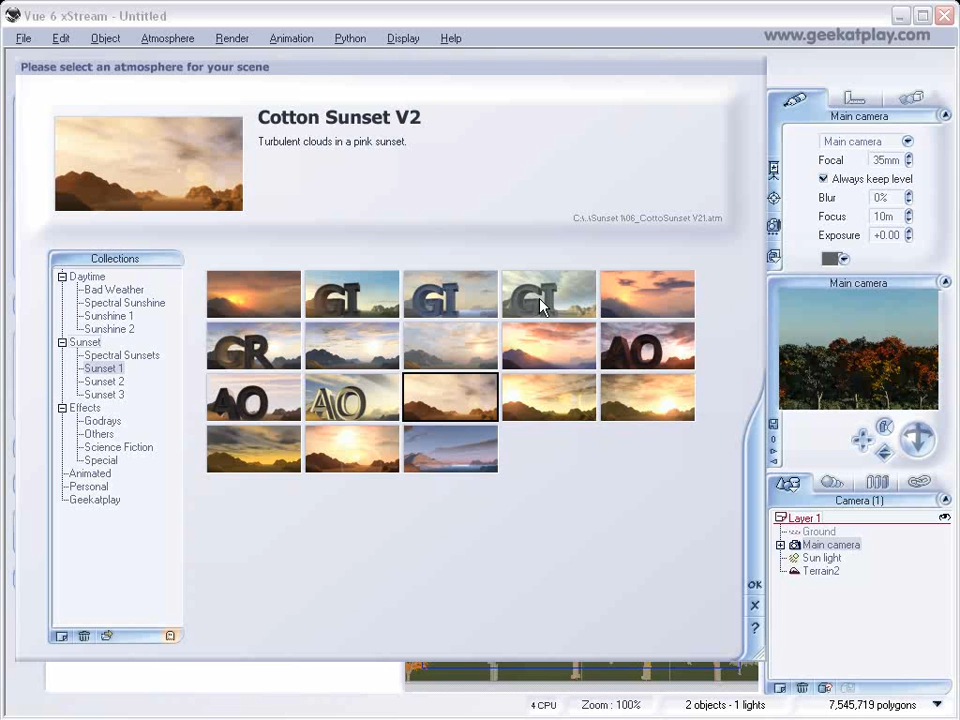 Vue 6 xStream - Untitled
File Edit Object Atmosphere Render Animation Python Display Help
www.geekatplay.com
Please select an atmosphere for your scene
Cotton Sunset V2
Turbulent clouds in a pink sunset.
Collections
Daytime
Bad Weather
Spectral Sunshine
Sunshine 1
Sunshine 2
Sunset
Spectral Sunsets
Sunset 1
Sunset 2
Sunset 3
Effects
Godrays
Others
Science Fiction
Special
Animated
Personal
Geekatplay
GI GI GI
GR AO
AO AO
OK
X
?
Main camera
Main camera
Focal 35mm
Always keep level
Blur 0%
Focus 10m
Exposure +0.00
Main camera
Camera [1]
Layer 1
Ground
Main camera
Sun light
Terrain2
4 CPU Zoom : 100% 2 objects - 1 lights 7,545,719 polygons